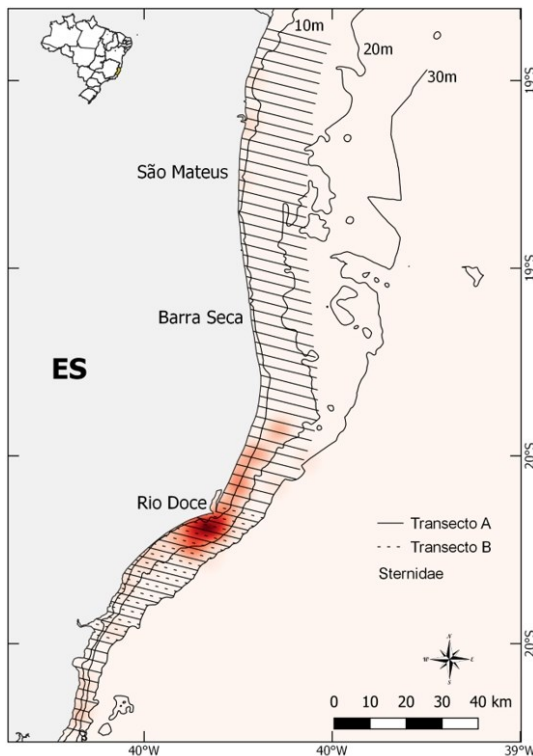 10m
20m
30m
19°S
São Mateus
19°S
Barra Seca
ES
20°S
Rio Doce
Transecto A
Transecto B
Sternidae
N
W E
S
20°S
0 10 20 30 40 km
40°W 40°W 39°W